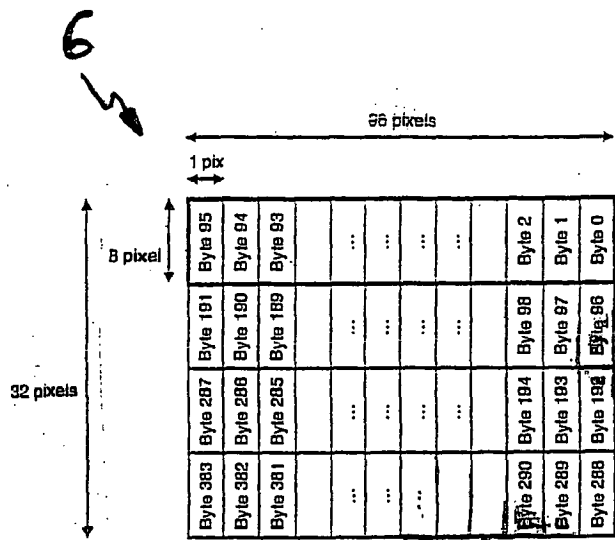 6
96 pixels
1 pix
8 pixel
32 pixels
Byte 95 Byte 94 Byte 93 ... ... ... ... Byte 2 Byte 1 Byte 0
Byte 191 Byte 190 Byte 189 ... ... ... ... Byte 98 Byte 97 Byte 96
Byte 287 Byte 286 Byte 285 ... ... ... ... Byte 194 Byte 193 Byte 192
Byte 383 Byte 382 Byte 381 ... ... ... Byte 290 Byte 289 Byte 288